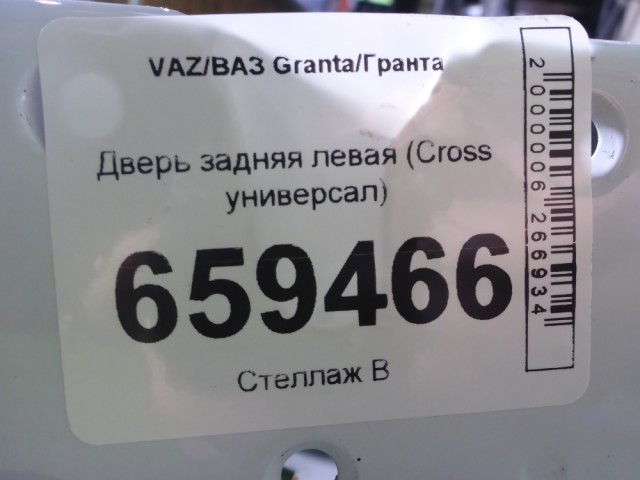 VAZ/ВАЗ Granta/Гранта
Дверь задняя левая (Cross
универсал)
659466
Стеллаж В
2000006266934